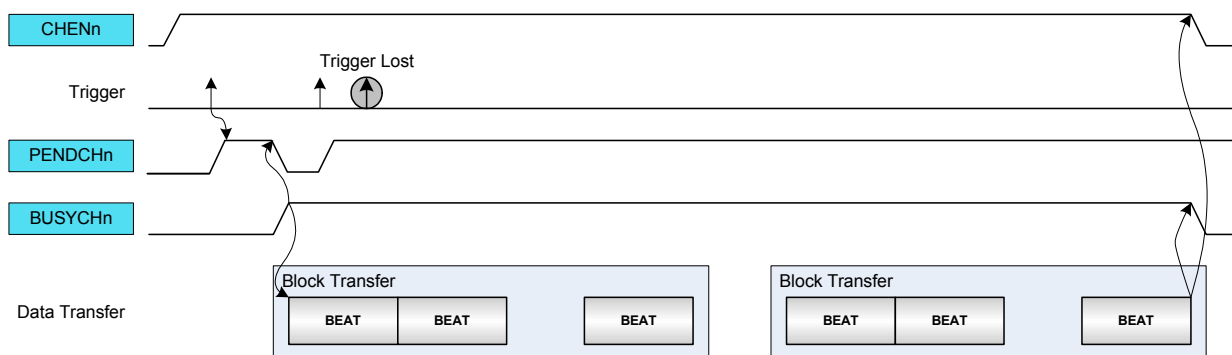 CHENn
Trigger Lost
Trigger
PENDCHn
BUSYCHn
Block Transfer
Block Transfer
Data Transfer
BEAT
BEAT
BEAT
BEAT
BEAT
BEAT